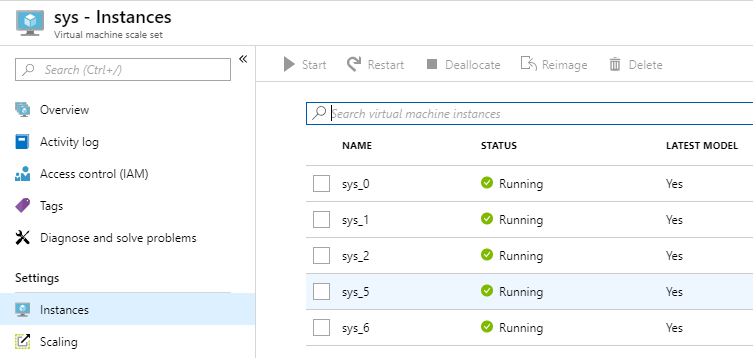 sys - Instances
Virtual machine scale set
Search (Ctrl+/)
«
Overview
Activity log
Access control (IAM)
Tags
Diagnose and solve problems
Settings
Instances
Scaling
Start Restart Deallocate Reimage Delete
Search virtual machine instances
NAME STATUS LATEST MODEL
sys_0 Running Yes
sys_1 Running Yes
sys_2 Running Yes
sys_5 Running Yes
sys_6 Running Yes